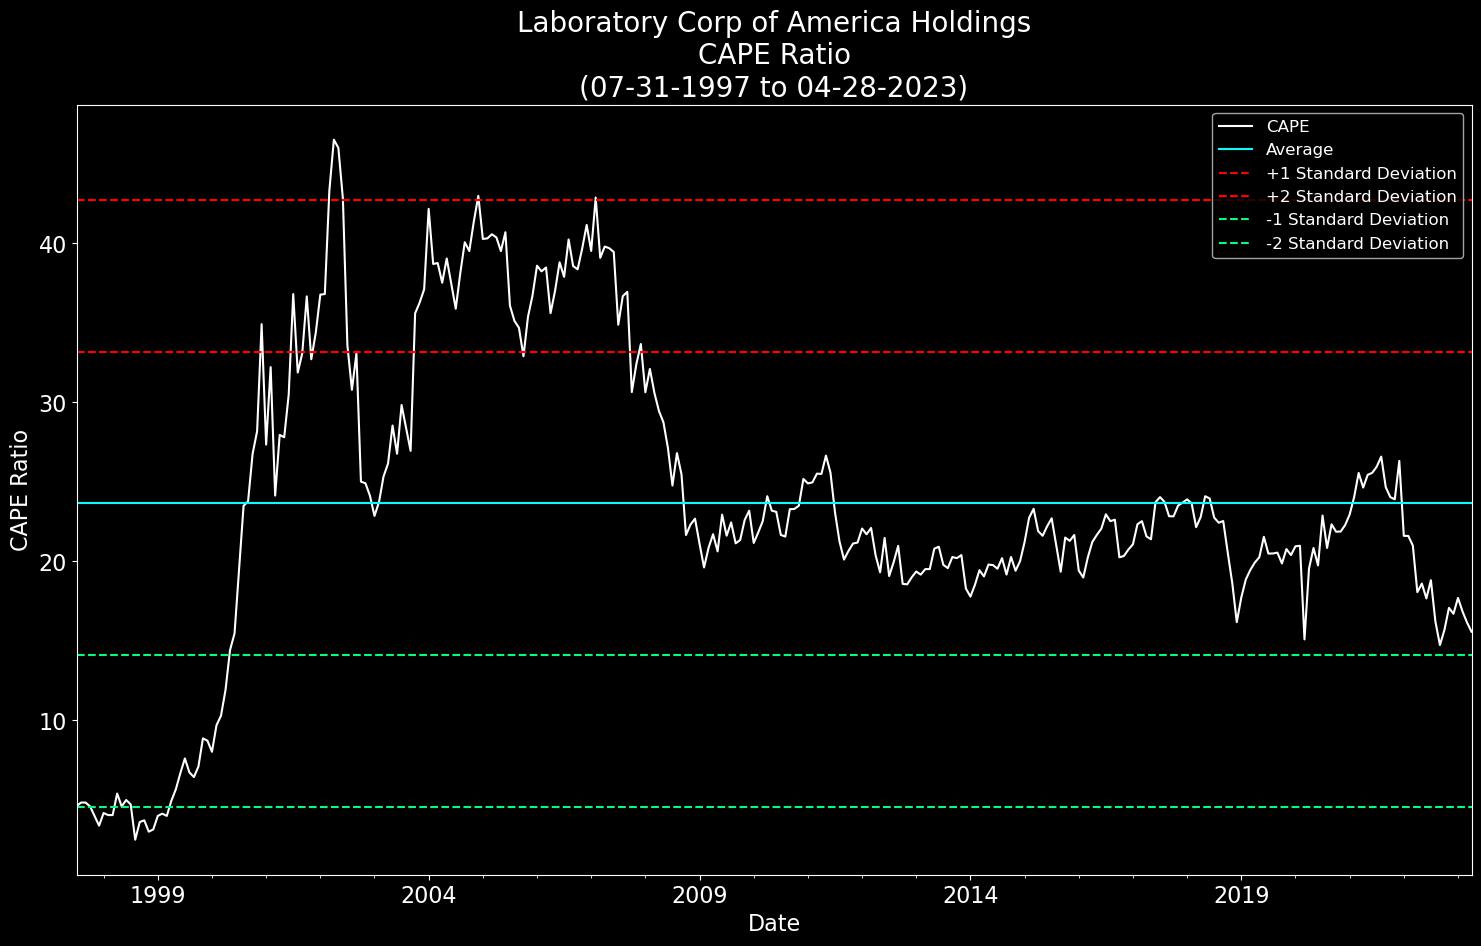 Laboratory Corp of America Holdings
CAPE Ratio
(07-31-1997 to 04-28-2023)
CAPE
Average
+1 Standard Deviation
+2 Standard Deviation
-1 Standard Deviation
-2 Standard Deviation
CAPE Ratio
40
30
20
10
1999
2004
2009
2014
2019
Date